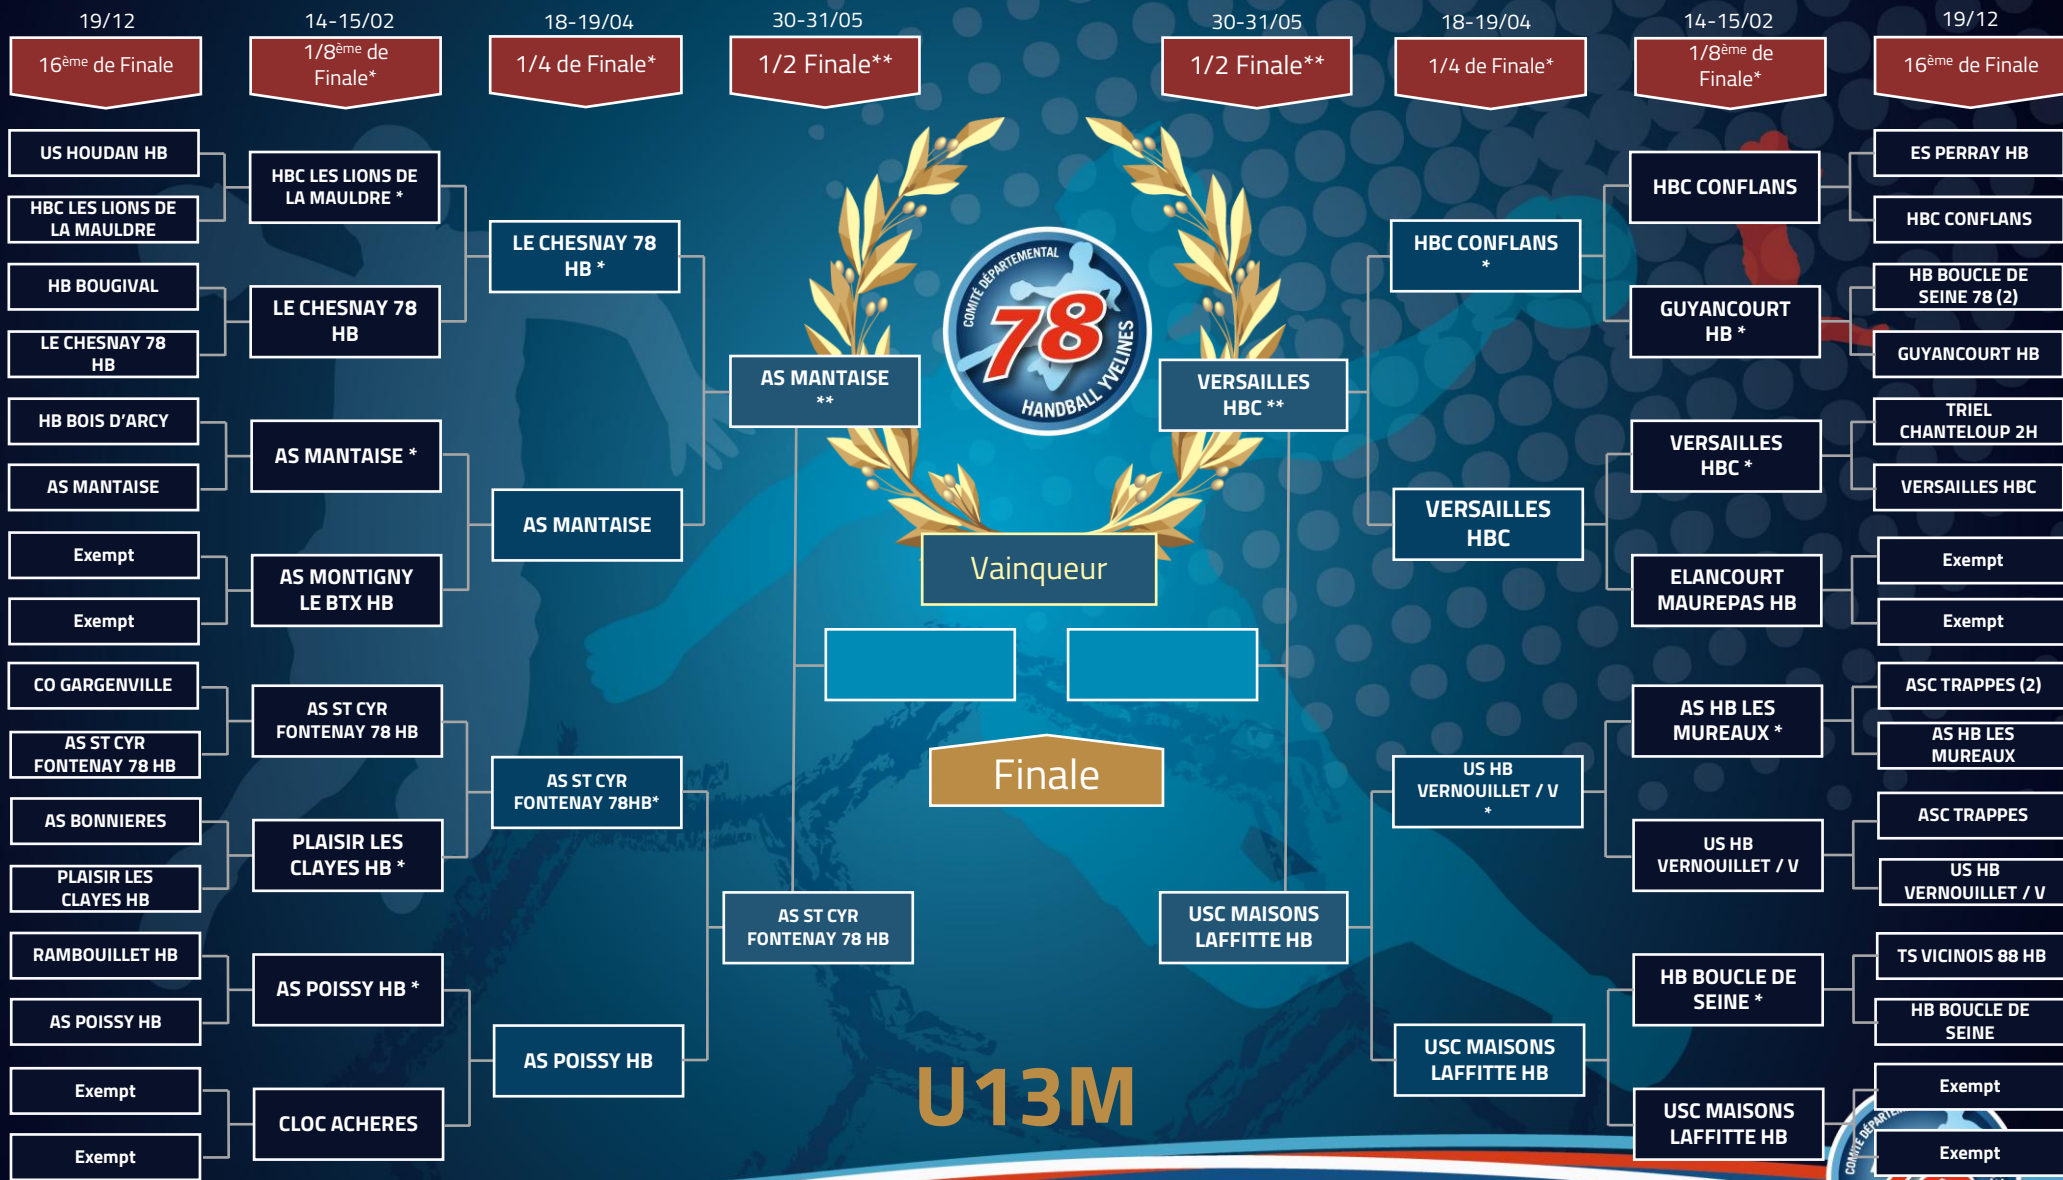 19/12
14-15/02
18-19/04
30-31/05
30-31/05
18-19/04
14-15/02
19/12
16ème de Finale
1/8ème de
Finale*
1/4 de Finale*
1/2 Finale**
1/2 Finale**
1/4 de Finale*
1/8ème de
Finale*
16ème de Finale
US HOUDAN HB
HBC LES LIONS DE
LA MAULDRE
HB BOUGIVAL
LE CHESNAY 78
HB
HB BOIS D'ARCY
AS MANTAISE
Exempt
Exempt
CO GARGENVILLE
AS ST CYR
FONTENAY 78 HB
AS BONNIERES
PLAISIR LES
CLAYES HB
RAMBOUILLET HB
AS POISSY HB
Exempt
Exempt
HBC LES LIONS DE
LA MAULDRE *
LE CHESNAY 78
HB
AS MANTAISE *
AS MONTIGNY
LE BTX HB
AS ST CYR
FONTENAY 78 HB
PLAISIR LES
CLAYES HB *
AS POISSY HB *
CLOC ACHERES
LE CHESNAY 78
HB *
AS MANTAISE
AS ST CYR
FONTENAY 78HB*
AS POISSY HB
AS MANTAISE
**
AS ST CYR
FONTENAY 78 HB
COMITÉ DÉPARTEMENTAL
78
HANDBALL YVELINES
Vainqueur
Finale
U13M
VERSAILLES
HBC **
USC MAISONS
LAFFITTE HB
HBC CONFLANS
*
VERSAILLES
HBC
US HB
VERNOUILLET / V
*
USC MAISONS
LAFFITTE HB
HBC CONFLANS
GUYANCOURT
HB *
VERSAILLES
HBC *
ELANCOURT
MAUREPAS HB
AS HB LES
MUREAUX *
US HB
VERNOUILLET / V
HB BOUCLE DE
SEINE *
USC MAISONS
LAFFITTE HB
ES PERRAY HB
HBC CONFLANS
HB BOUCLE DE
SEINE 78 (2)
GUYANCOURT HB
TRIEL
CHANTELOUP 2H
VERSAILLES HBC
Exempt
Exempt
ASC TRAPPES (2)
AS HB LES
MUREAUX
ASC TRAPPES
US HB
VERNOUILLET / V
TS VICINOIS 88 HB
HB BOUCLE DE
SEINE
Exempt
Exempt